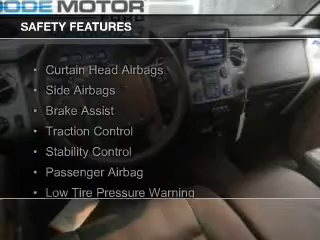 MOTOR
SAFETY FEATURES
• Curtain Head Airbags
• Side Airbags
• Brake Assist
• Traction Control
• Stability Control
• Passenger Airbag
• Low Tire Pressure Warning